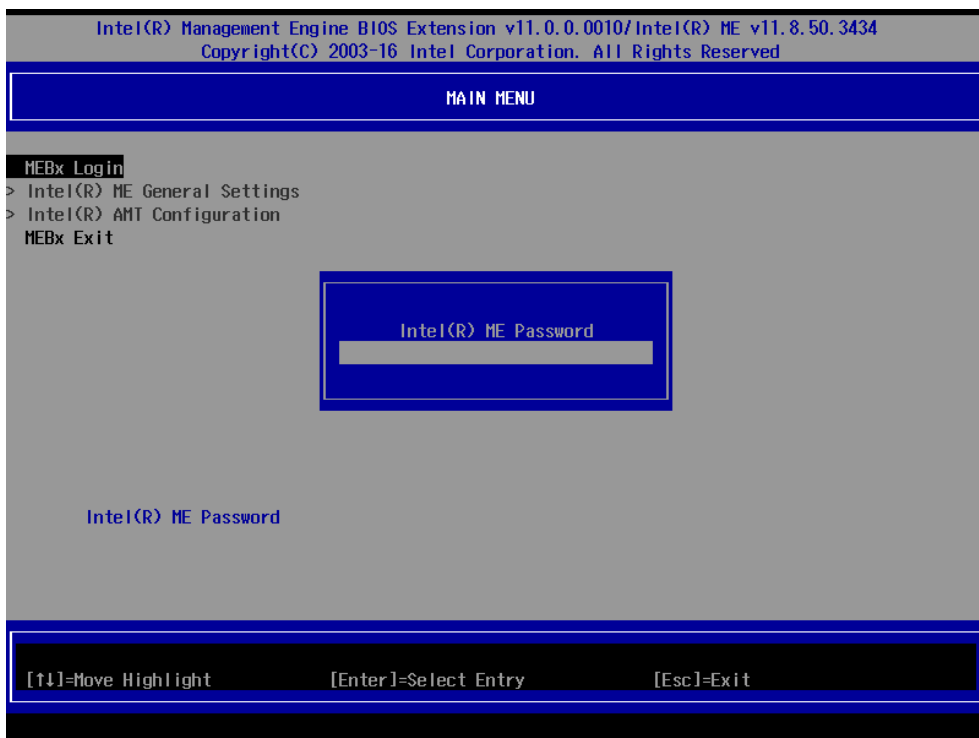 Intel(R) Management Engine BIOS Extension v11.0.0.0010/Intel(R) ME v11.8.50.3434
Copyright(C) 2003-16 Intel Corporation. All Rights Reserved
MAIN MENU
MEBx Login
> Intel(R) ME General Settings
> Intel(R) AMT Configuration
MEBx Exit
Intel(R) ME Password
Intel(R) ME Password
[↑↓]=Move Highlight [Enter]=Select Entry [Esc]=Exit